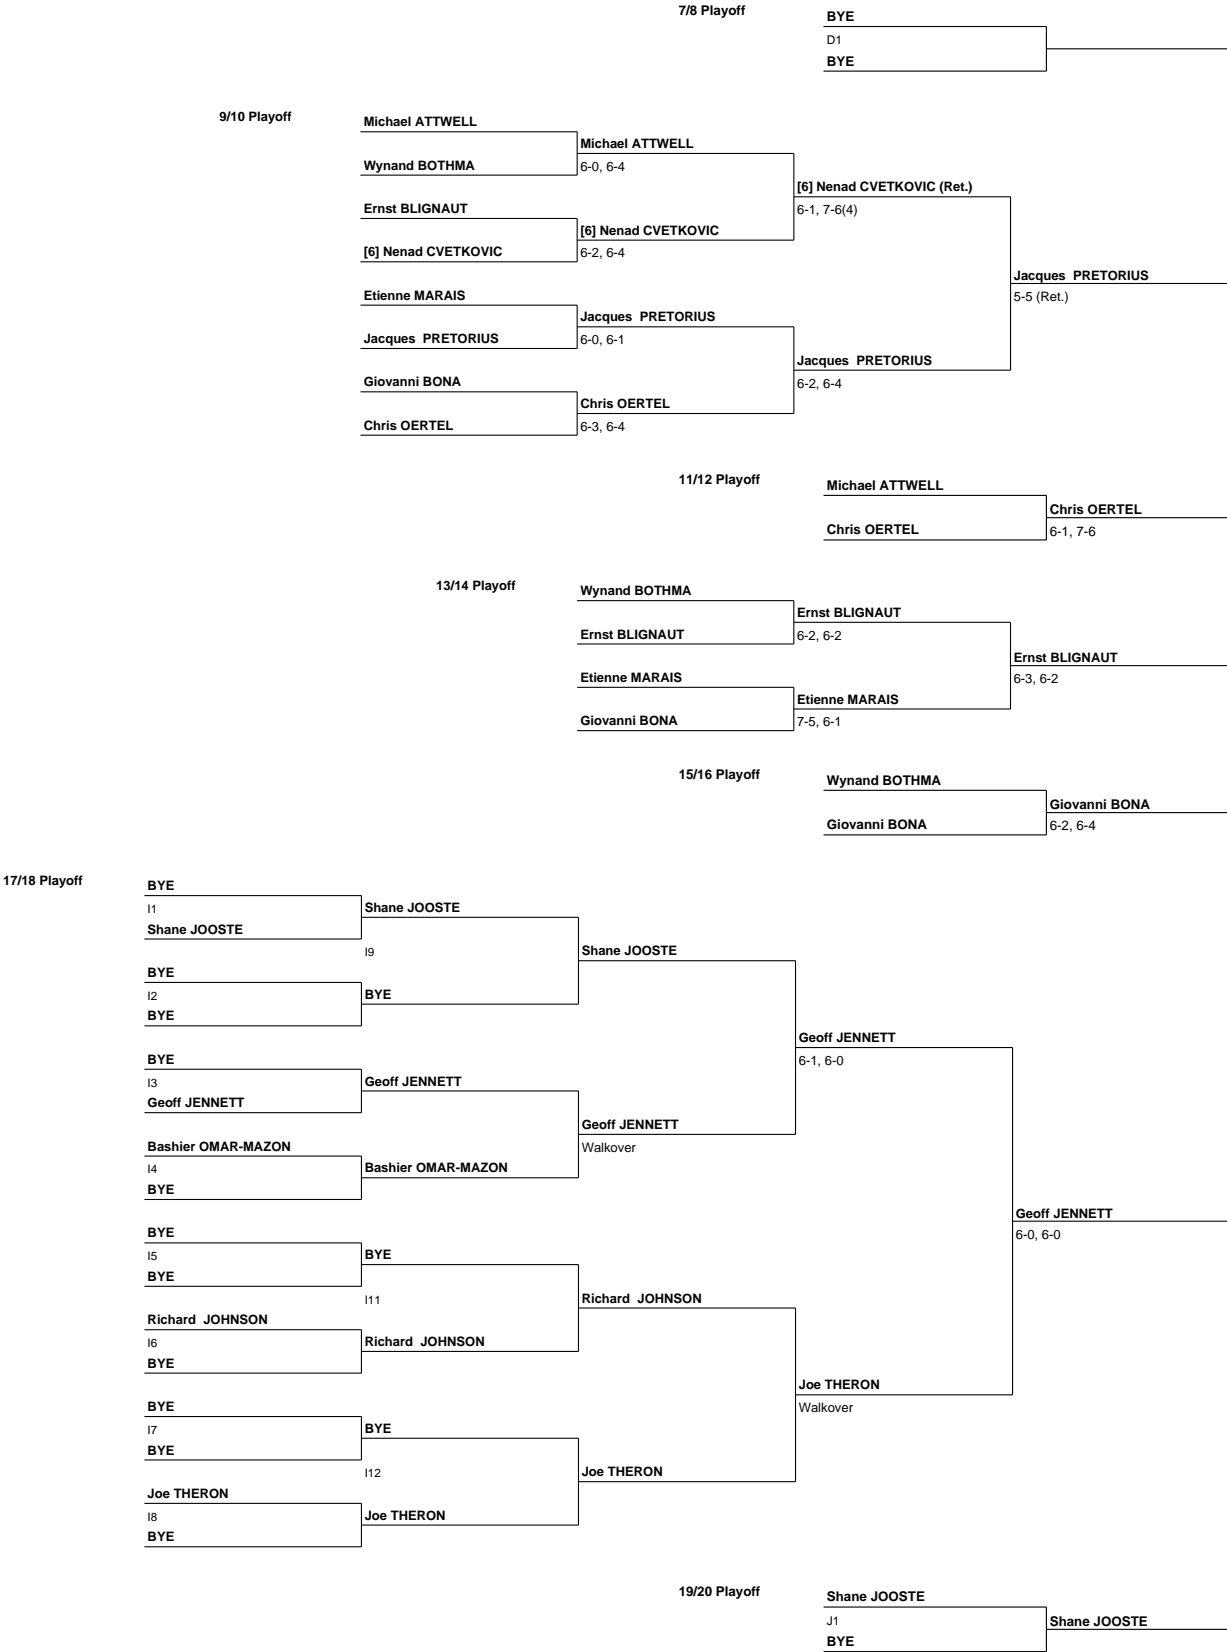 7/8 Playoff
BYE
D1
BYE
9/10 Playoff
Michael ATTWELL
Michael ATTWELL
Wynand BOTHMA
6-0, 6-4
[6] Nenad CVETKOVIC (Ret.)
Ernst BLIGNAUT
6-1, 7-6(4)
[6] Nenad CVETKOVIC
[6] Nenad CVETKOVIC
6-2, 6-4
Jacques  PRETORIUS
Etienne MARAIS
5-5 (Ret.)
Jacques  PRETORIUS
Jacques  PRETORIUS
6-0, 6-1
Jacques  PRETORIUS
Giovanni BONA
6-2, 6-4
Chris OERTEL
Chris OERTEL
6-3, 6-4
11/12 Playoff
Michael ATTWELL
Chris OERTEL
Chris OERTEL
6-1, 7-6
13/14 Playoff
Wynand BOTHMA
Ernst BLIGNAUT
Ernst BLIGNAUT
6-2, 6-2
Ernst BLIGNAUT
Etienne MARAIS
6-3, 6-2
Etienne MARAIS
Giovanni BONA
7-5, 6-1
15/16 Playoff
Wynand BOTHMA
Giovanni BONA
Giovanni BONA
6-2, 6-4
17/18 Playoff
BYE
I1
Shane JOOSTE
Shane JOOSTE
I9
Shane JOOSTE
BYE
I2
BYE
BYE
Geoff JENNETT
BYE
6-1, 6-0
I3
Geoff JENNETT
Geoff JENNETT
Geoff JENNETT
Bashier OMAR-MAZON
Walkover
I4
Bashier OMAR-MAZON
BYE
Geoff JENNETT
BYE
6-0, 6-0
I5
BYE
BYE
I11
Richard  JOHNSON
Richard  JOHNSON
I6
Richard  JOHNSON
BYE
Joe THERON
BYE
Walkover
I7
BYE
BYE
I12
Joe THERON
Joe THERON
I8
Joe THERON
BYE
19/20 Playoff
Shane JOOSTE
J1
Shane JOOSTE
BYE